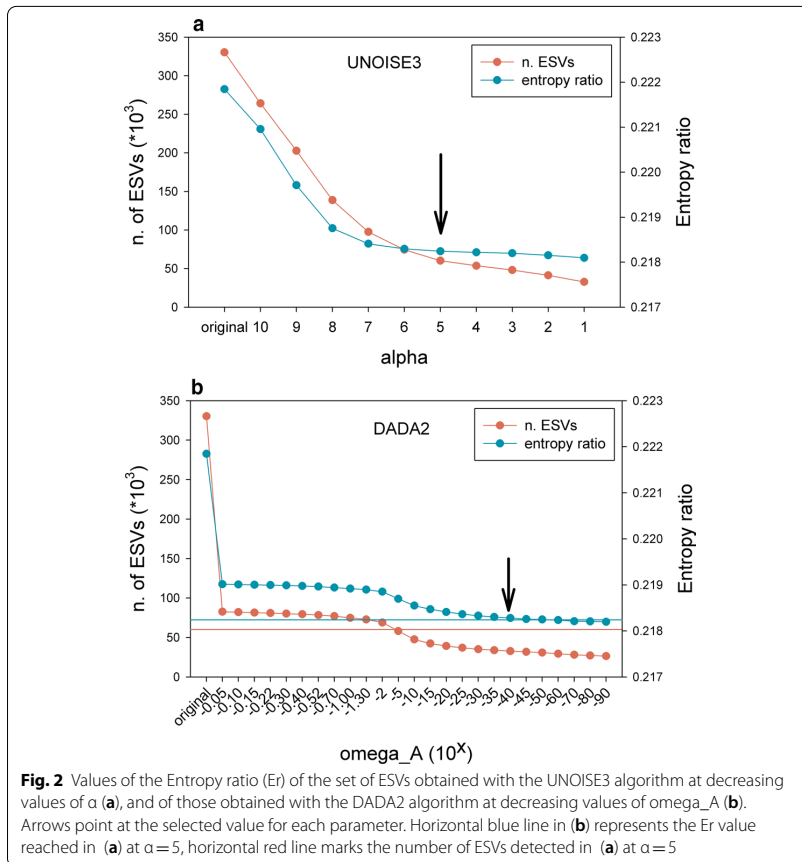 a
UNOISE3
n. ESVs
entropy ratio
n. of ESVs (*10^3)
350
300
250
200
150
100
50
0
0.223
0.222
0.221
0.220
0.219
0.218
0.217
Entropy ratio
original 10 9 8 7 6 5 4 3 2 1
alpha
b
DADA2
n. ESVs
entropy ratio
n. of ESVs (*10^3)
350
300
250
200
150
100
50
0
0.223
0.222
0.221
0.220
0.219
0.218
0.217
Entropy ratio
original -0.05 -0.10 -0.15 -0.22 -0.30 -0.40 -0.52 -0.70 -1.00 -1.30 -2 -5 -10 -15 -20 -25 -30 -35 -40 -45 -50 -60 -70 -80 -90
omega_A (10^X)
Fig. 2 Values of the Entropy ratio (Er) of the set of ESVs obtained with the UNOISE3 algorithm at decreasing
values of α (a), and of those obtained with the DADA2 algorithm at decreasing values of omega_A (b).
Arrows point at the selected value for each parameter. Horizontal blue line in (b) represents the Er value
reached in (a) at α=5, horizontal red line marks the number of ESVs detected in (a) at α=5